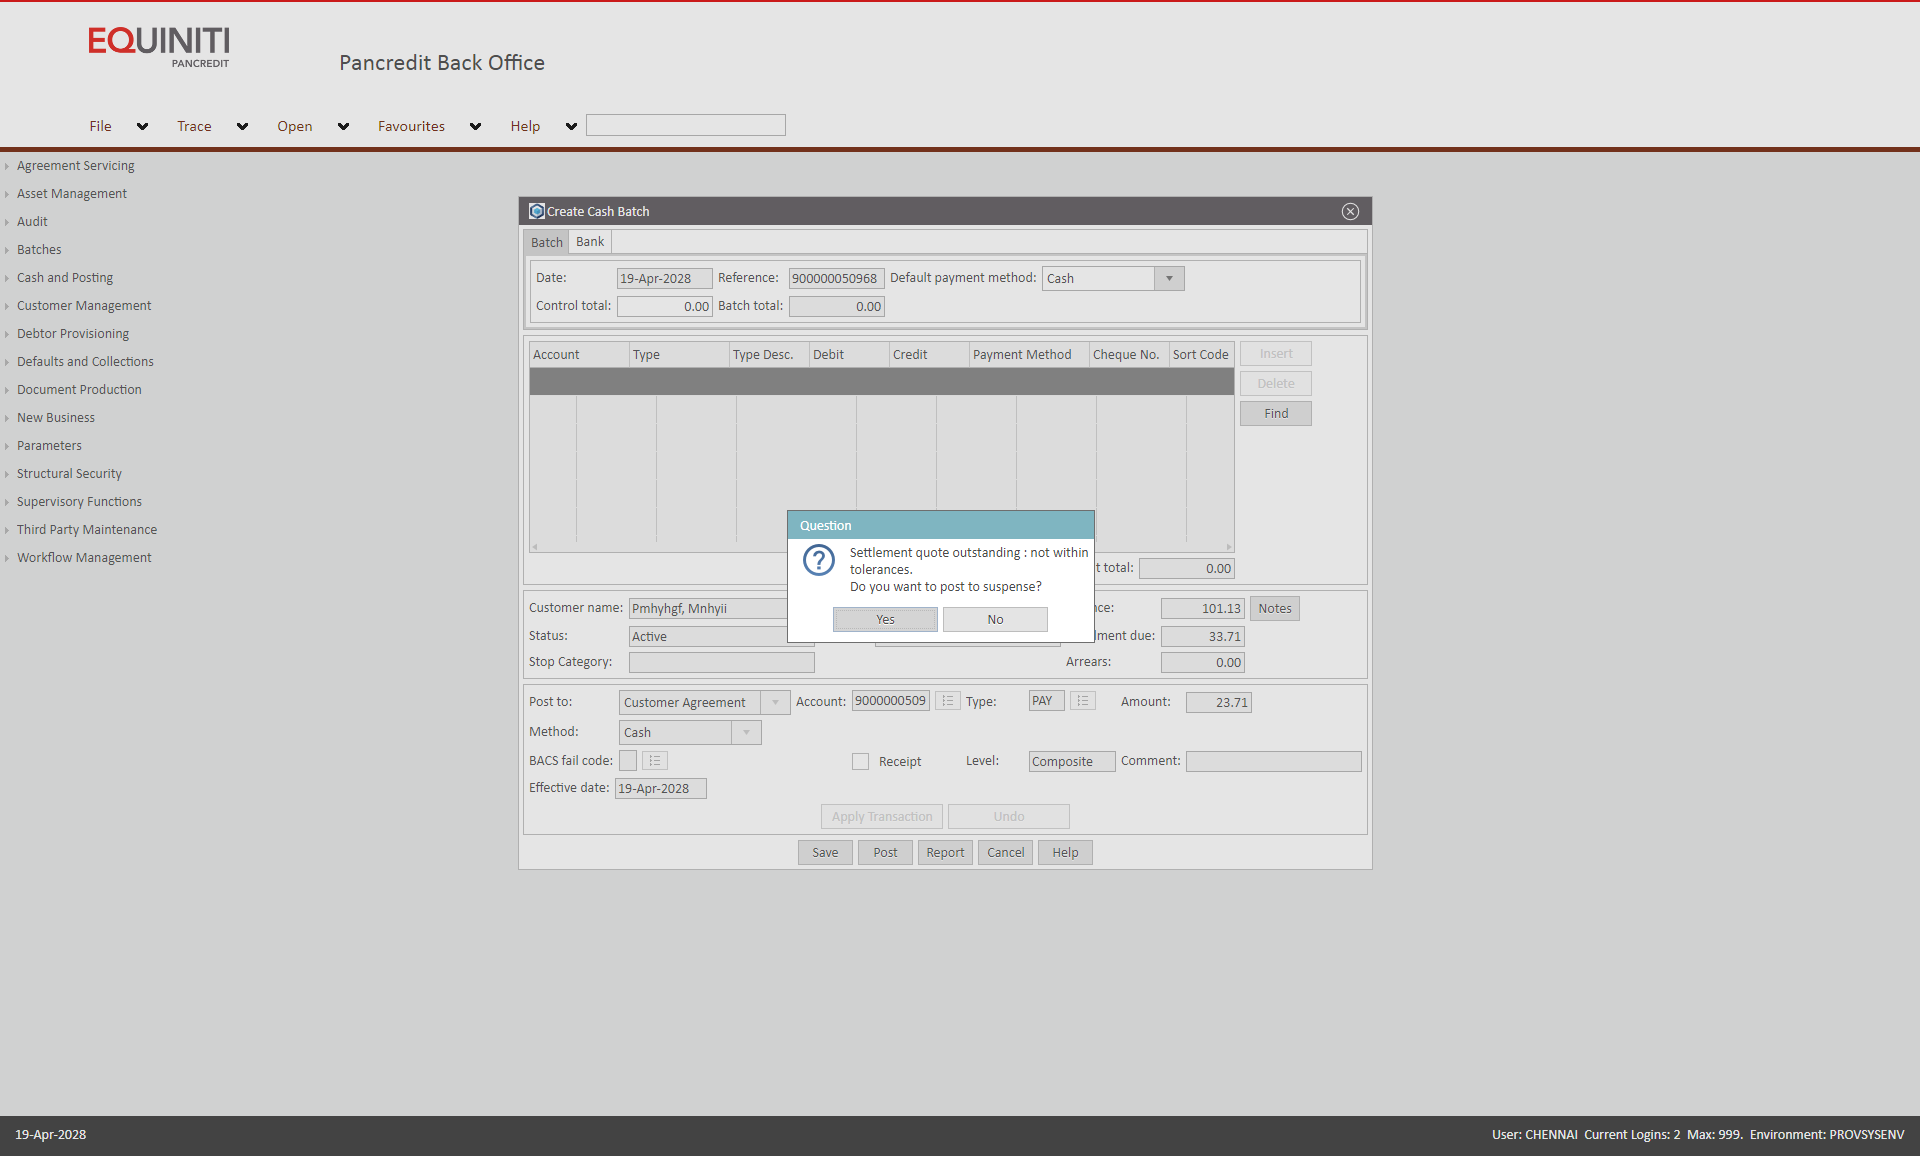 EQUINITI
PANCREDIT
Pancredit Back Office
File Trace Open Favourites Help
Agreement Servicing
Asset Management
Audit
Batches
Cash and Posting
Customer Management
Debtor Provisioning
Defaults and Collections
Document Production
New Business
Parameters
Structural Security
Supervisory Functions
Third Party Maintenance
Workflow Management
Create Cash Batch
Batch Bank
Date: 19-Apr-2028 Reference: 900000050968 Default payment method: Cash
Control total: 0.00 Batch total: 0.00
Account Type Type Desc. Debit Credit Payment Method Cheque No. Sort Code
Insert
Delete
Find
Question
Settlement quote outstanding : not within
tolerances.
Do you want to post to suspense?
Yes No
t total: 0.00
Customer name: Pmhyhgf, Mnhyii nce: 101.13 Notes
Status: Active lment due: 33.71
Stop Category: Arrears: 0.00
Post to: Customer Agreement Account: 9000000509 Type: PAY Amount: 23.71
Method: Cash
BACS fail code: Receipt Level: Composite Comment:
Effective date: 19-Apr-2028
Apply Transaction Undo
Save Post Report Cancel Help
19-Apr-2028 User: CHENNAI Current Logins: 2 Max: 999. Environment: PROVSYSENV